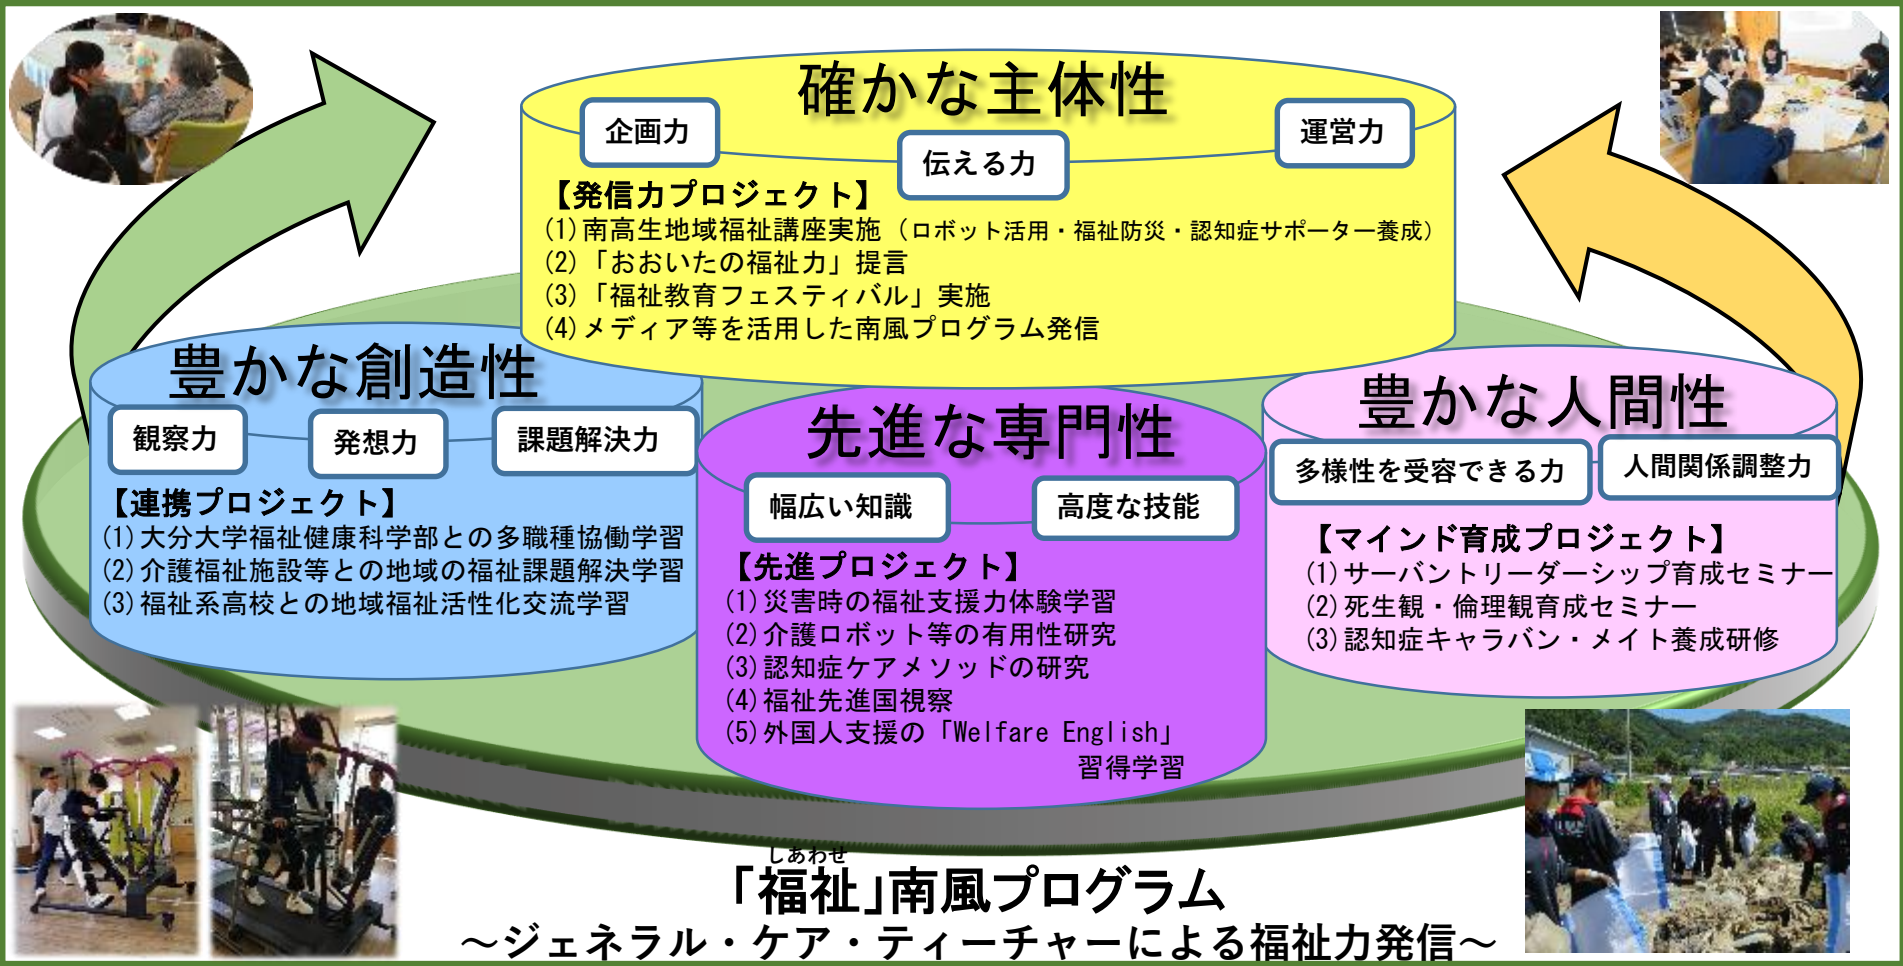 確かな主体性
企画力
伝える力
運営力
【発信力プロジェクト】
(1)南高生地域福祉講座実施（ロボット活用・福祉防災・認知症サポーター養成）
(2)「おおいたの福祉力」提言
(3)「福祉教育フェスティバル」実施
(4)メディア等を活用した南風プログラム発信
豊かな創造性
観察力
発想力
課題解決力
【連携プロジェクト】
(1)大分大学福祉健康科学部との多職種協働学習
(2)介護福祉施設等との地域の福祉課題解決学習
(3)福祉系高校との地域福祉活性化交流学習
先進な専門性
幅広い知識
高度な技能
【先進プロジェクト】
(1)災害時の福祉支援力体験学習
(2)介護ロボット等の有用性研究
(3)認知症ケアメソッドの研究
(4)福祉先進国視察
(5)外国人支援の「Welfare English」
習得学習
豊かな人間性
多様性を受容できる力
人間関係調整力
【マインド育成プロジェクト】
(1)サーバントリーダーシップ育成セミナー
(2)死生観・倫理観育成セミナー
(3)認知症キャラバン・メイト養成研修
しあわせ
「福祉」南風プログラム
～ジェネラル・ケア・ティーチャーによる福祉力発信～